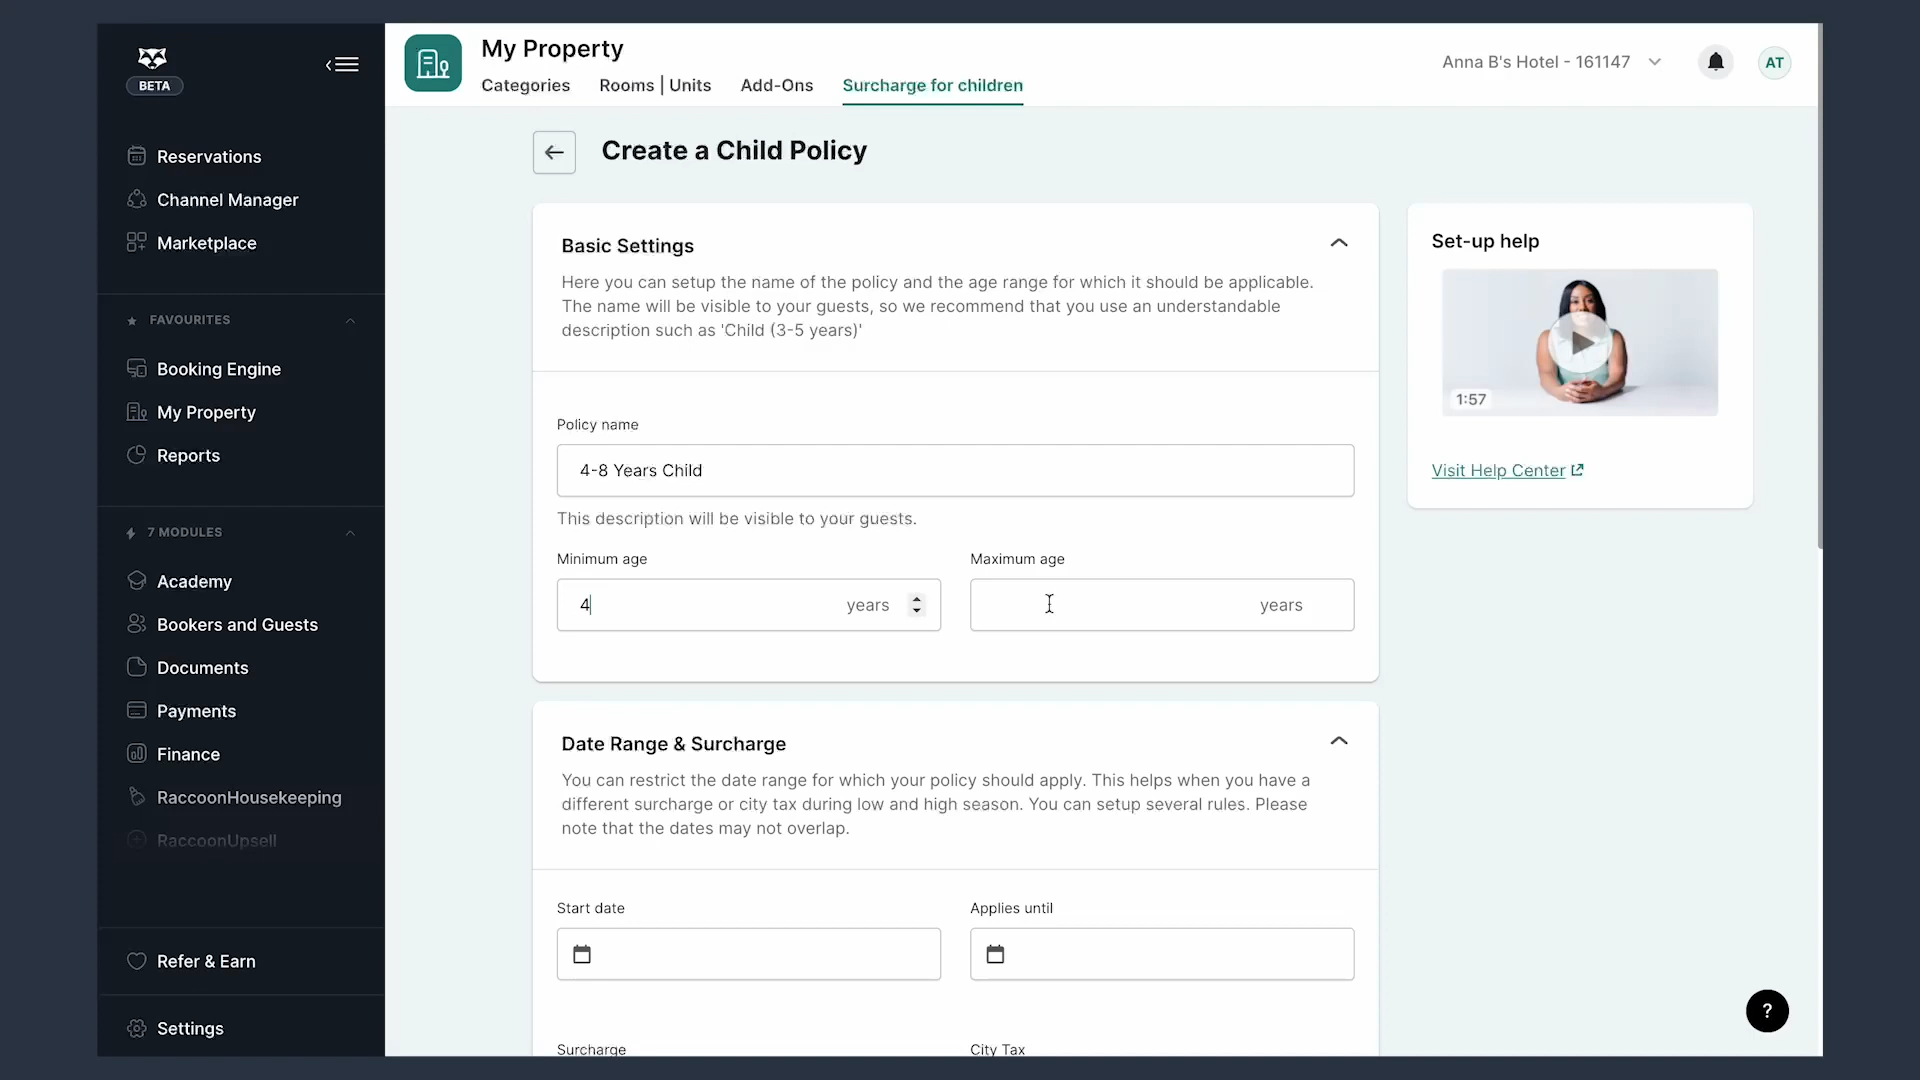 BETA
Reservations
Channel Manager
Marketplace
FAVOURITES
Booking Engine
My Property
Reports
7 MODULES
Academy
Bookers and Guests
Documents
Payments
Finance
RaccoonHousekeeping
RaccoonUpsell
Refer & Earn
Settings
My Property
Categories
Rooms | Units
Add-Ons
Surcharge for children
Anna B's Hotel - 161147
AT
Create a Child Policy
Basic Settings
Here you can setup the name of the policy and the age range for which it should be applicable.
The name will be visible to your guests, so we recommend that you use an understandable
description such as 'Child (3-5 years)'
Policy name
4-8 Years Child
This description will be visible to your guests.
Minimum age
Maximum age
4
years
years
Date Range & Surcharge
You can restrict the date range for which your policy should apply. This helps when you have a
different surcharge or city tax during low and high season. You can setup several rules. Please
note that the dates may not overlap.
Start date
Applies until
Surcharge
City Tax
Set-up help
1:57
Visit Help Center
?